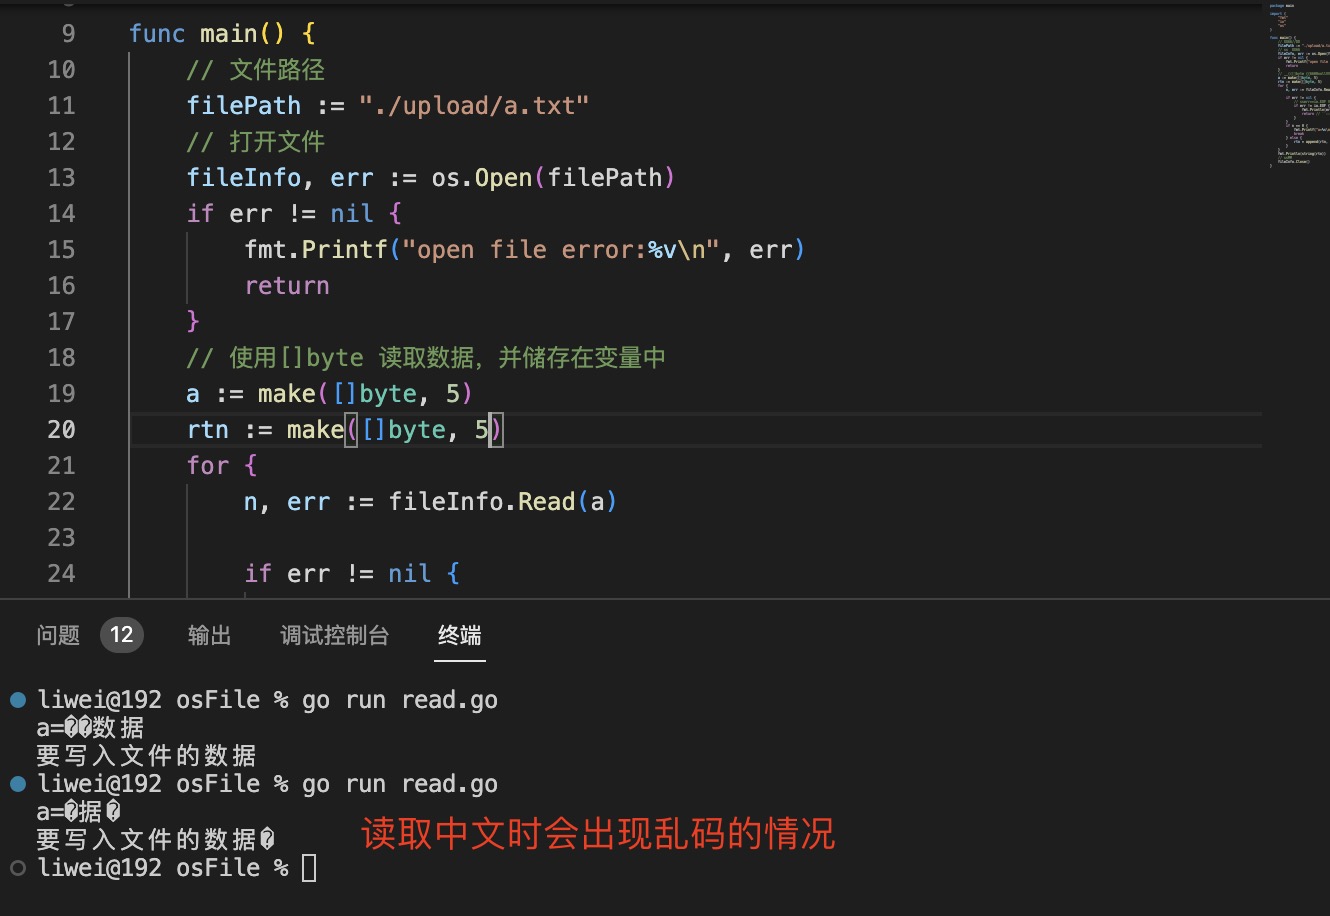 9 func main() {
10 // 文件路径
11 filePath := "./upload/a.txt"
12 // 打开文件
13 fileInfo, err := os.Open(filePath)
14 if err != nil {
15 fmt.Printf("open file error:%v\n", err)
16 return
17 }
18 // 使用[]byte 读取数据，并储存在变量中
19 a := make([]byte, 5)
20 rtn := make([]byte, 5)
21 for {
22 n, err := fileInfo.Read(a)
23
24 if err != nil {
问题 12 输出 调试控制台 终端
liwei@192 osFile % go run read.go
a=��数据
要写入文件的数据
liwei@192 osFile % go run read.go
a=�据�
要写入文件的数据�
读取中文时会出现乱码的情况
liwei@192 osFile %